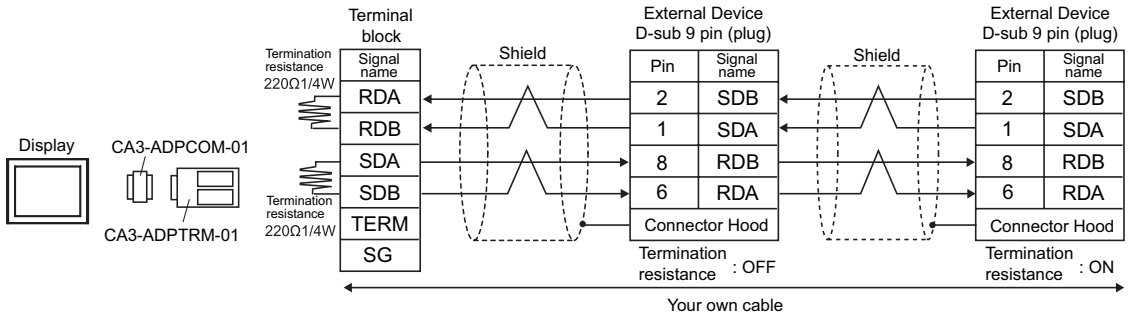 Display
CA3-ADPCOM-01
CA3-ADPTRM-01
Termination
resistance
220Ω1/4W
Termination
resistance
220Ω1/4W
Terminal
block
Signal
name
RDA
RDB
SDA
SDB
TERM
SG
Shield
External Device
D-sub 9 pin (plug)
Pin Signal
name
2 SDB
1 SDA
8 RDB
6 RDA
Connector Hood
Termination
resistance : OFF
Shield
External Device
D-sub 9 pin (plug)
Pin Signal
name
2 SDB
1 SDA
8 RDB
6 RDA
Connector Hood
Termination
resistance : ON
Your own cable